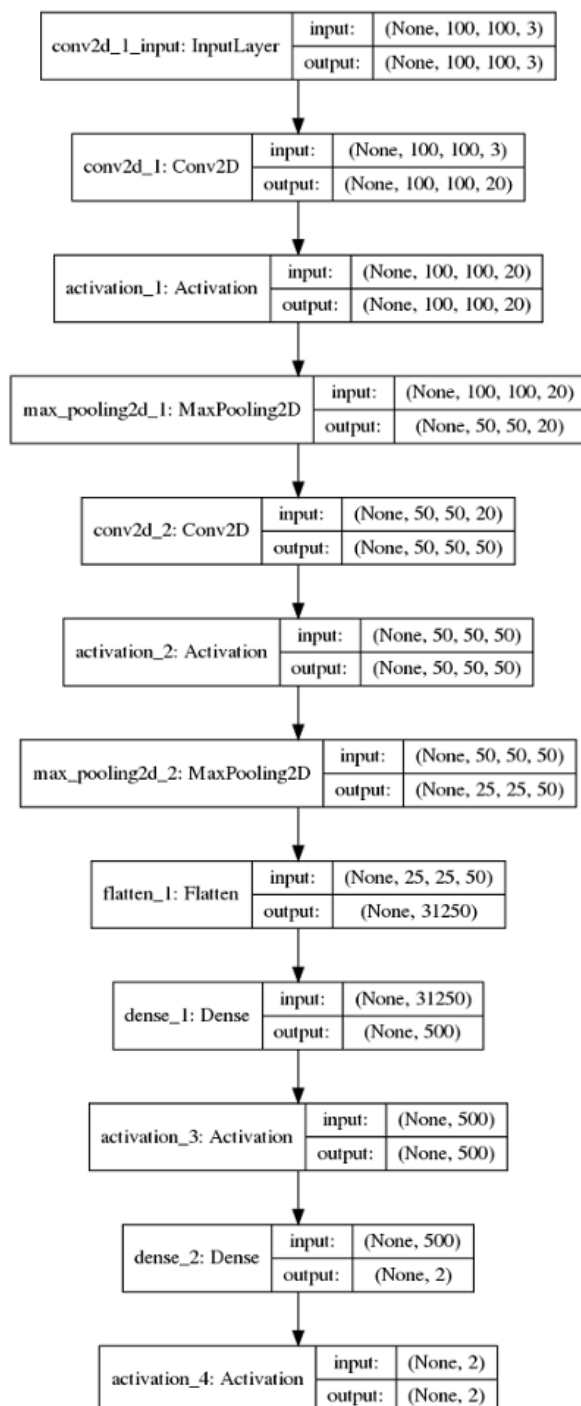 conv2d_1_input: InputLayer
input: (None, 100, 100, 3)
output: (None, 100, 100, 3)
conv2d_1: Conv2D
input: (None, 100, 100, 3)
output: (None, 100, 100, 20)
activation_1: Activation
input: (None, 100, 100, 20)
output: (None, 100, 100, 20)
max_pooling2d_1: MaxPooling2D
input: (None, 100, 100, 20)
output: (None, 50, 50, 20)
conv2d_2: Conv2D
input: (None, 50, 50, 20)
output: (None, 50, 50, 50)
activation_2: Activation
input: (None, 50, 50, 50)
output: (None, 50, 50, 50)
max_pooling2d_2: MaxPooling2D
input: (None, 50, 50, 50)
output: (None, 25, 25, 50)
flatten_1: Flatten
input: (None, 25, 25, 50)
output: (None, 31250)
dense_1: Dense
input: (None, 31250)
output: (None, 500)
activation_3: Activation
input: (None, 500)
output: (None, 500)
dense_2: Dense
input: (None, 500)
output: (None, 2)
activation_4: Activation
input: (None, 2)
output: (None, 2)